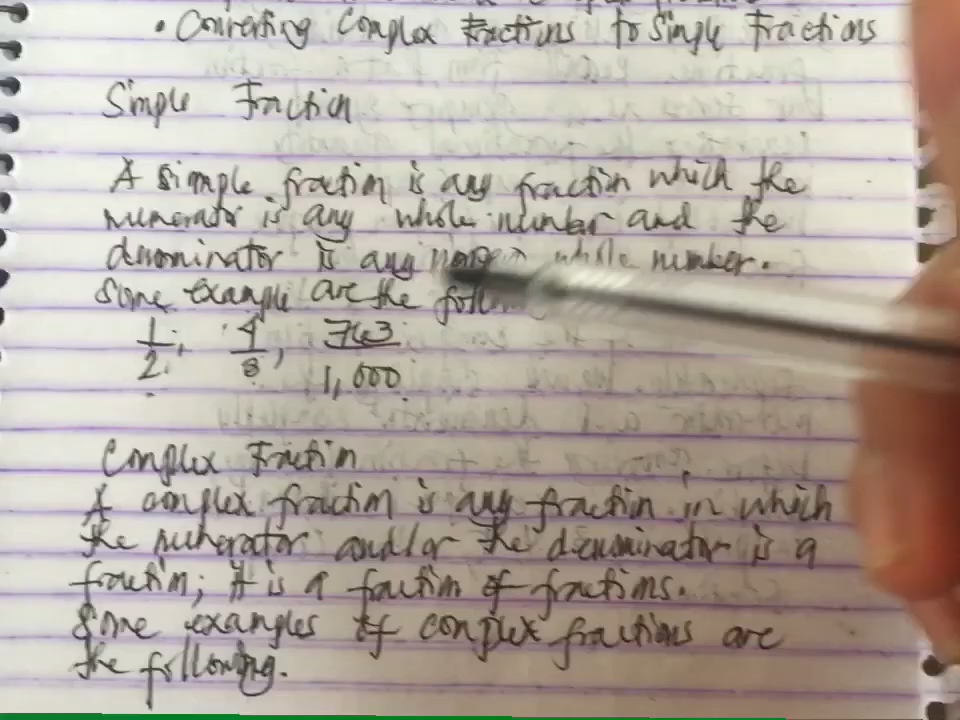 • Converting Complex Fractions to Simple Fractions
Simple Fraction
A simple fraction is any fraction which the
numerator is any whole number and the
denominator is any whole number.
Some example are the
1/2, 4/8, 763/1,000
Complex Fraction
A complex fraction is any fraction in which
the numerator and/or the denominator is a
fraction; it is a fraction of fractions.
Some examples of complex fractions are
the following.